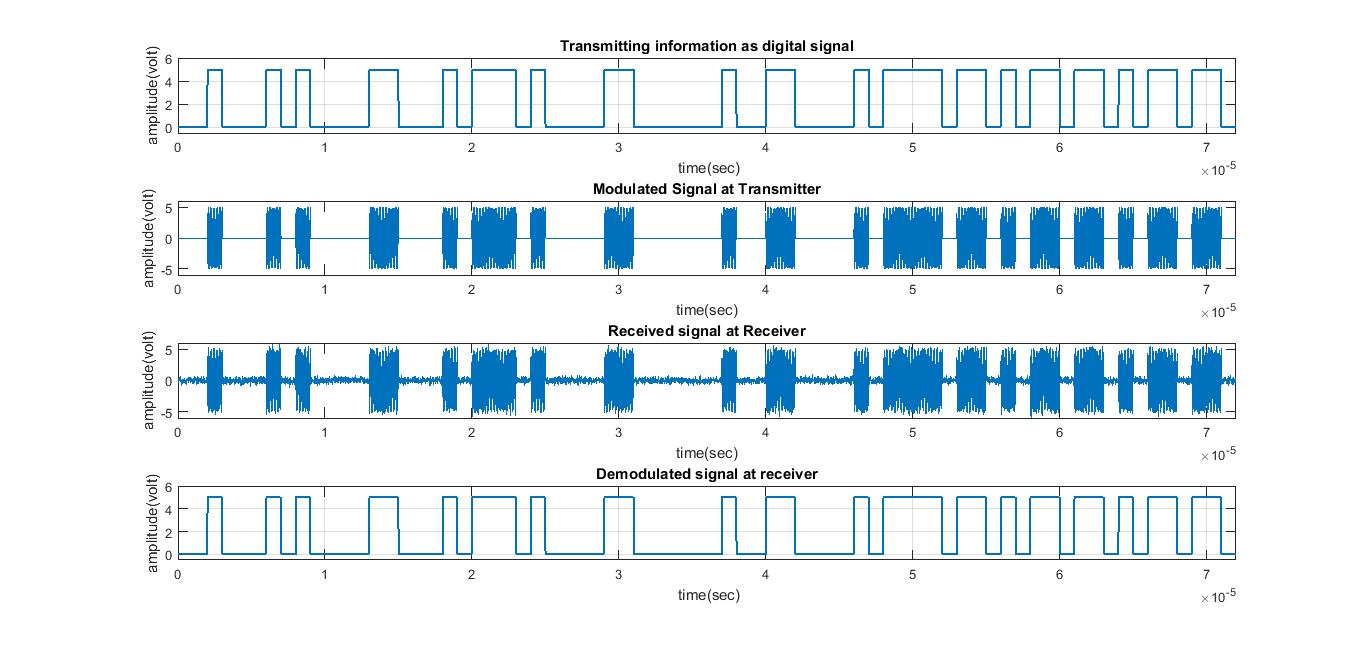 Transmitting information as digital signal
amplitude(volt)
6
4
2
0
0 1 2 3 4 5 6 7
time(sec)
×10-5
Modulated Signal at Transmitter
amplitude(volt)
5
0
-5
0 1 2 3 4 5 6 7
time(sec)
×10-5
Received signal at Receiver
amplitude(volt)
5
0
-5
0 1 2 3 4 5 6 7
time(sec)
×10-5
Demodulated signal at receiver
amplitude(volt)
6
4
2
0
0 1 2 3 4 5 6 7
time(sec)
×10-5